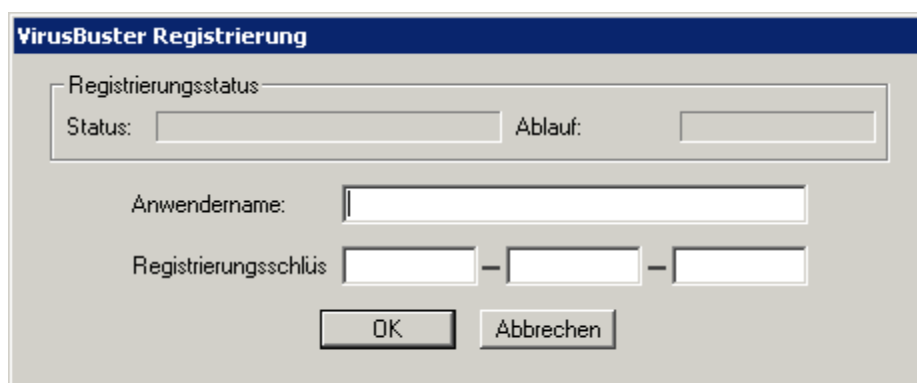 VirusBuster Registrierung
Registrierungsstatus
Status: Ablauf:
Anwendername:
Registrierungsschlüs
OK Abbrechen